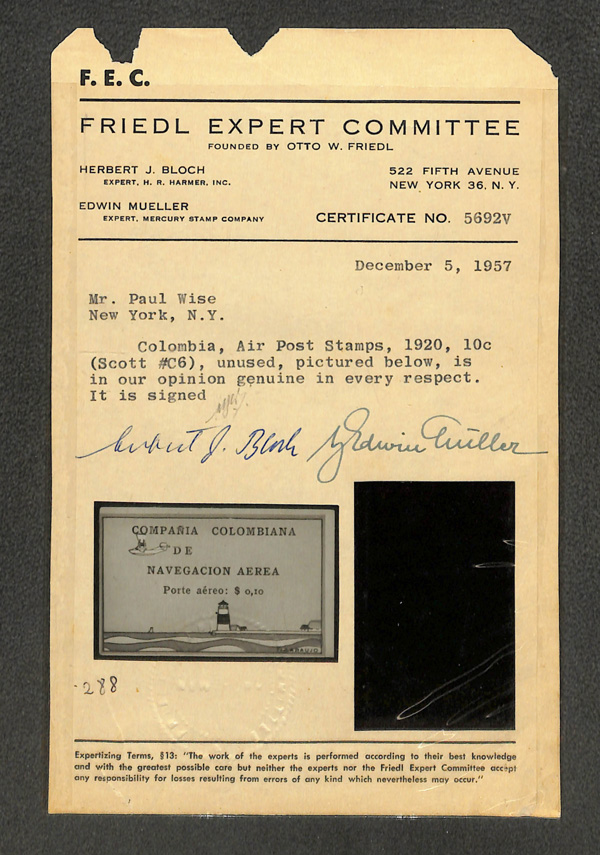 F. E. C.
FRIEDL EXPERT COMMITTEE
FOUNDED BY OTTO W. FRIEDL
HERBERT J. BLOCH
EXPERT, H. R. HARMER, INC.
522 FIFTH AVENUE
NEW YORK 36, N. Y.
EDWIN MUELLER
EXPERT, MERCURY STAMP COMPANY
CERTIFICATE NO. 5692V
December 5, 1957
Mr. Paul Wise
New York, N.Y.
Colombia, Air Post Stamps, 1920, 10c
(Scott #C6), unused, pictured below, is
in our opinion genuine in every respect.
It is signed
Herbert J. Bloch
Edwin Müller
COMPAÑIA COLOMBIANA
DE
NAVEGACION AEREA
Porte aéreo: $ 0,10
288
Expertizing Terms, §13: "The work of the experts is performed according to their best knowledge
and with the greatest possible care but neither the experts nor the Friedl Expert Committee accept
any responsibility for losses resulting from errors of any kind which nevertheless may occur."